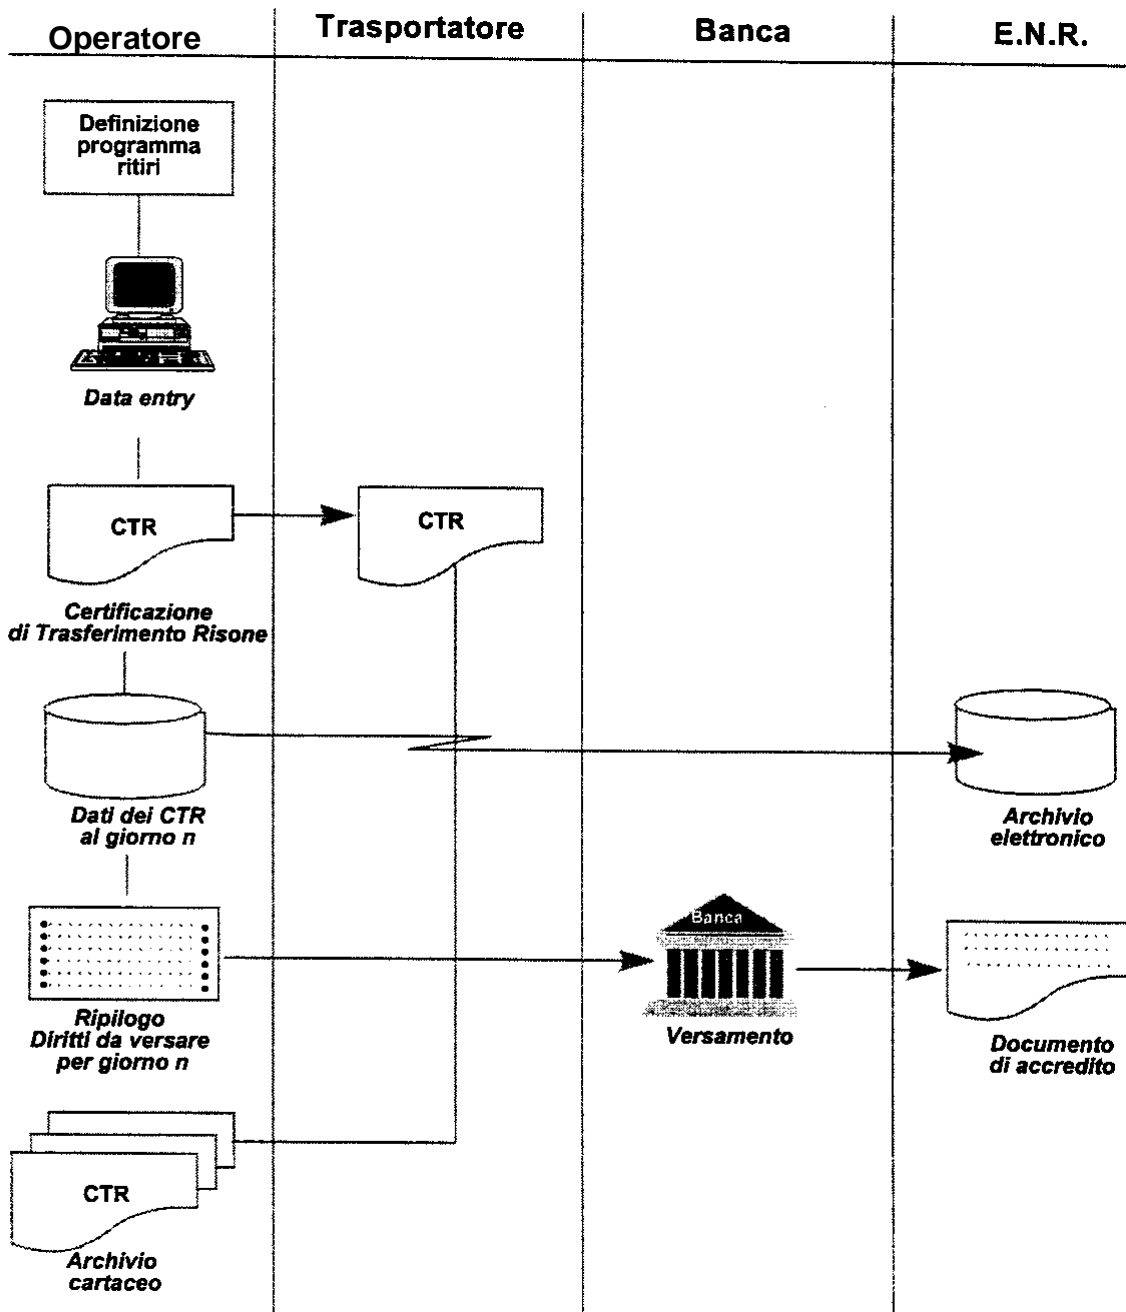 Operatore
Trasportatore
Banca
E.N.R.
Definizione
programma
ritiri
Data entry
CTR
CTR
Certificazione
di Trasferimento Risone
Dati dei CTR
al giorno n
Archivio
elettronico
Banca
Ripilogo
Diritti da versare
per giorno n
Versamento
Documento
di accredito
CTR
Archivio
cartaceo